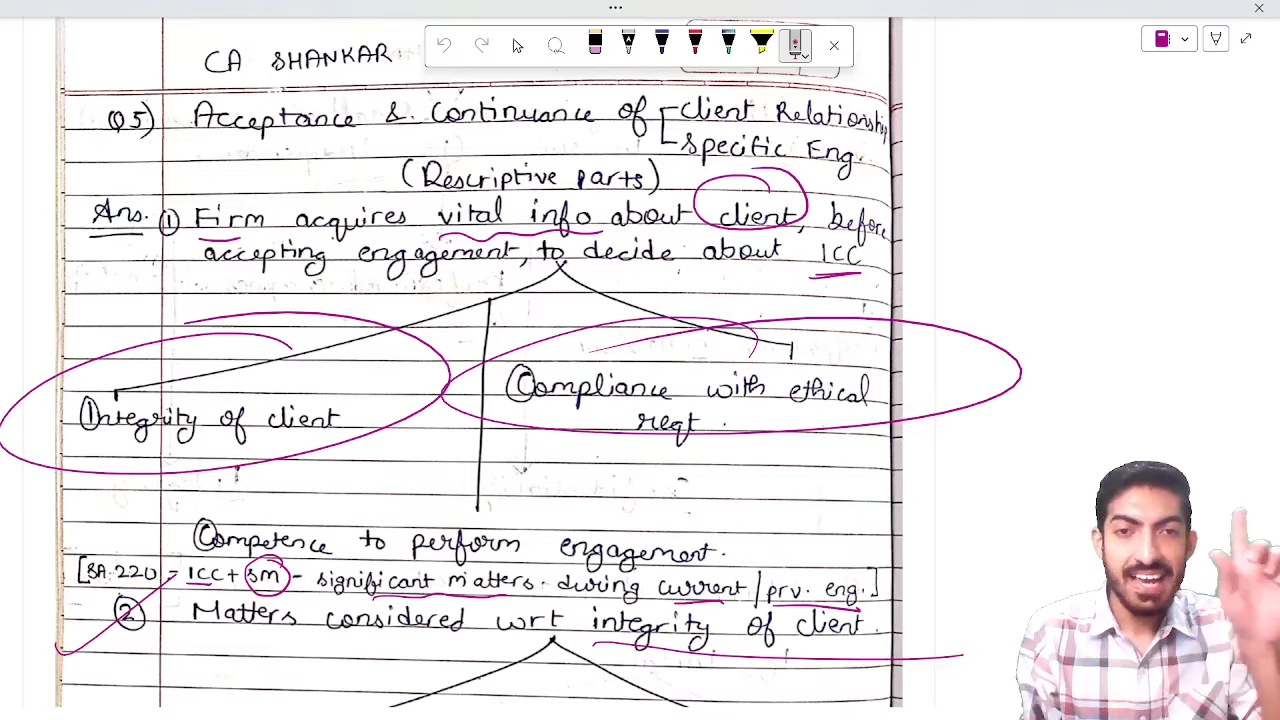 CA SHANKAR
Q5) Acceptance & Continuance of Client Relationship
Specific Eng.
(Descriptive parts)
Ans. ① Firm acquires vital info about client, before
accepting engagement, to decide about ICC
Integrity of client
Compliance with ethical
reqt.
Competence to perform engagement.
[SA.220 - ICC + SM - significant matters during current / prv. eng.]
② Matters considered wrt integrity of client.